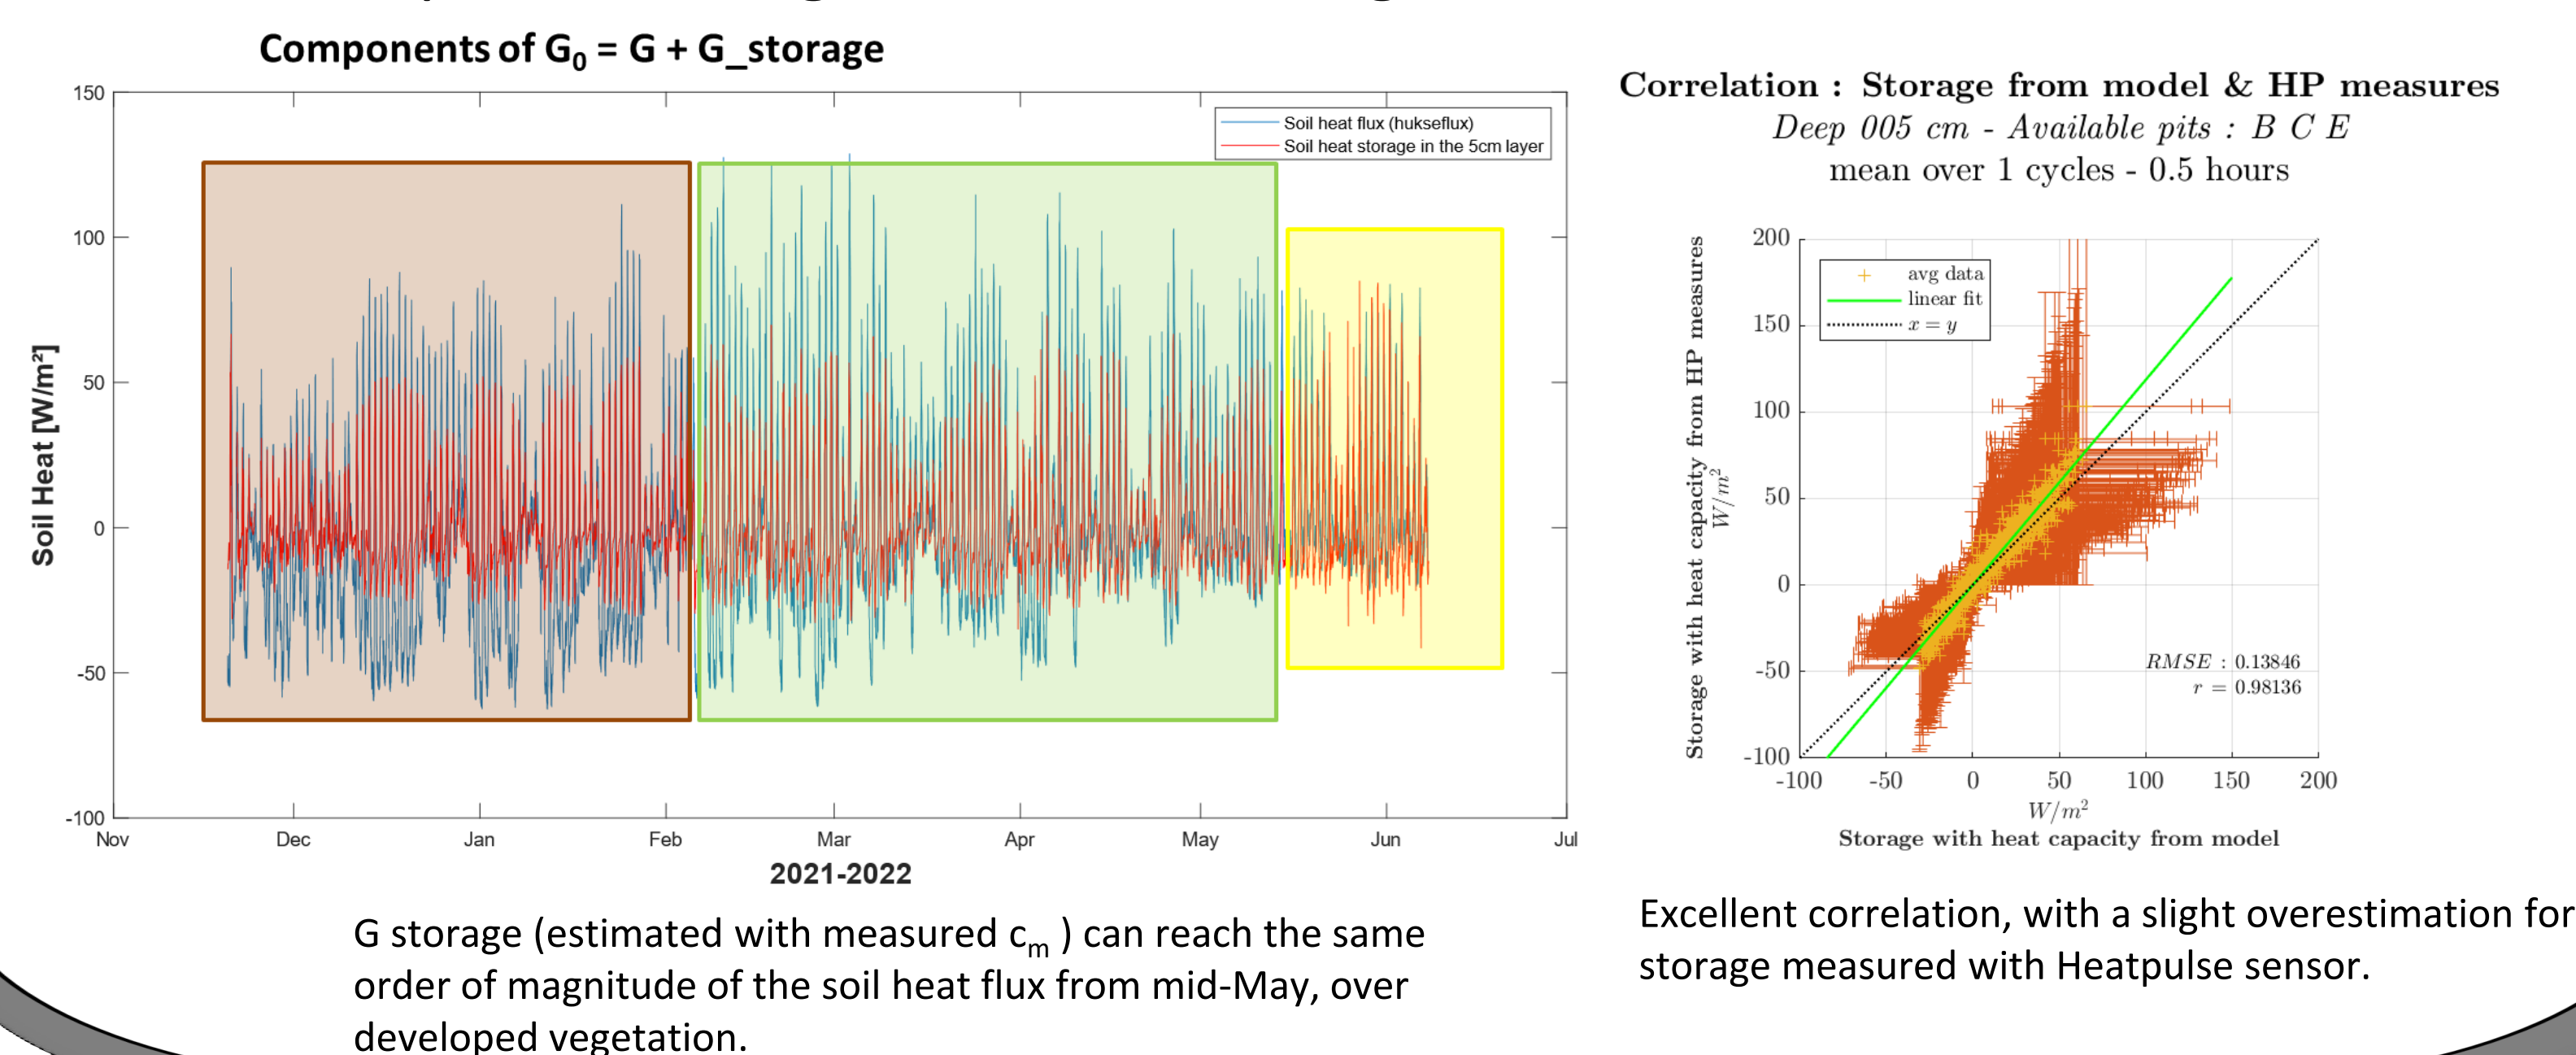 Components of G₀ = G + G_storage
150
100
50
0
-50
-100
Soil Heat [W/m²]
Soil heat flux (hukseflux)
Soil heat storage in the 5cm layer
Nov
Dec
Jan
Feb
Mar
Apr
May
Jun
Jul
2021-2022
G storage (estimated with measured cₘ ) can reach the same
order of magnitude of the soil heat flux from mid-May, over
developed vegetation.
Correlation : Storage from model & HP measures
Deep 005 cm - Available pits : B C E
mean over 1 cycles - 0.5 hours
Storage with heat capacity from HP measures
W/m²
200
150
100
50
0
-50
-100
avg data
linear fit
x = y
RMSE : 0.13846
r = 0.98136
-100
-50
0
50
100
150
200
W/m²
Storage with heat capacity from model
Excellent correlation, with a slight overestimation for
storage measured with Heatpulse sensor.